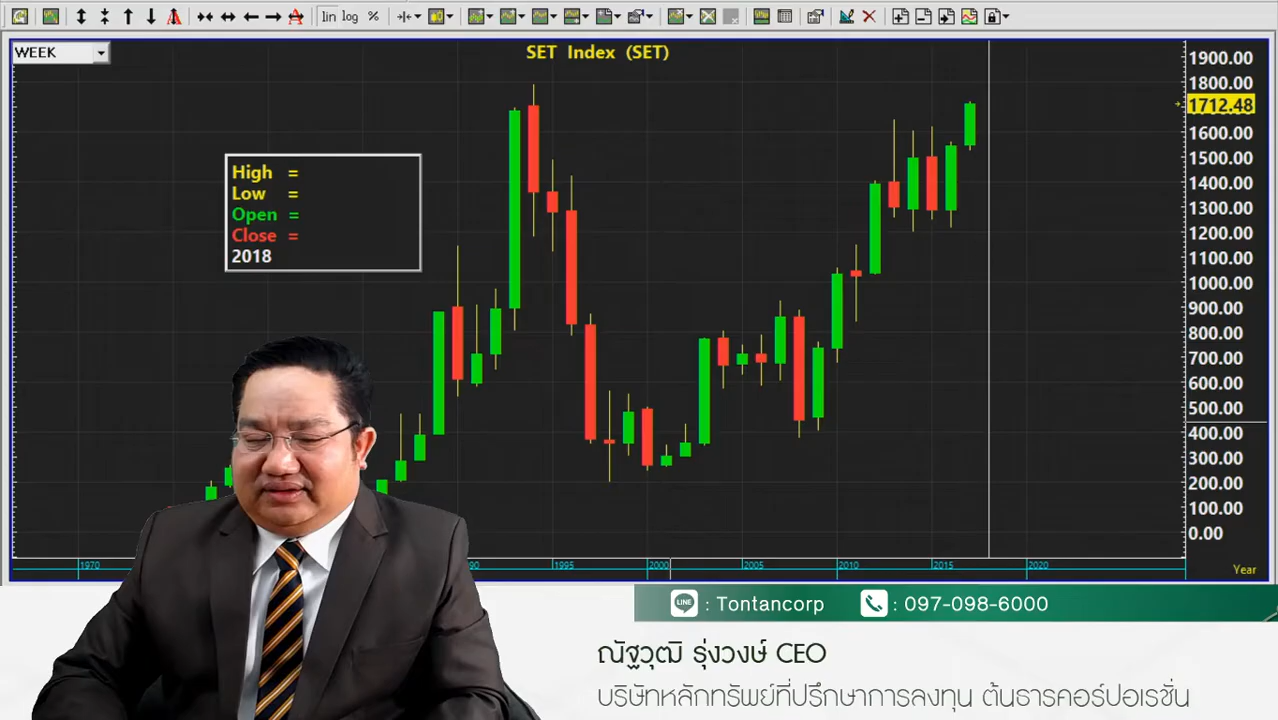 lin log %
WEEK
SET Index (SET)
High =
Low =
Open =
Close =
2018
1900.00
1800.00
1712.48
1600.00
1500.00
1400.00
1300.00
1200.00
1100.00
1000.00
900.00
800.00
700.00
600.00
500.00
400.00
300.00
200.00
100.00
0.00
1970 90 1995 2000 2005 2010 2015 2020 Year
LINE : Tontancorp : 097-098-6000
ณัฐวุฒิ รุ่งวงษ์ CEO
บริษัทหลักทรัพย์ที่ปรึกษาการลงทุน ต้นธารคอร์ปอเรชั่น